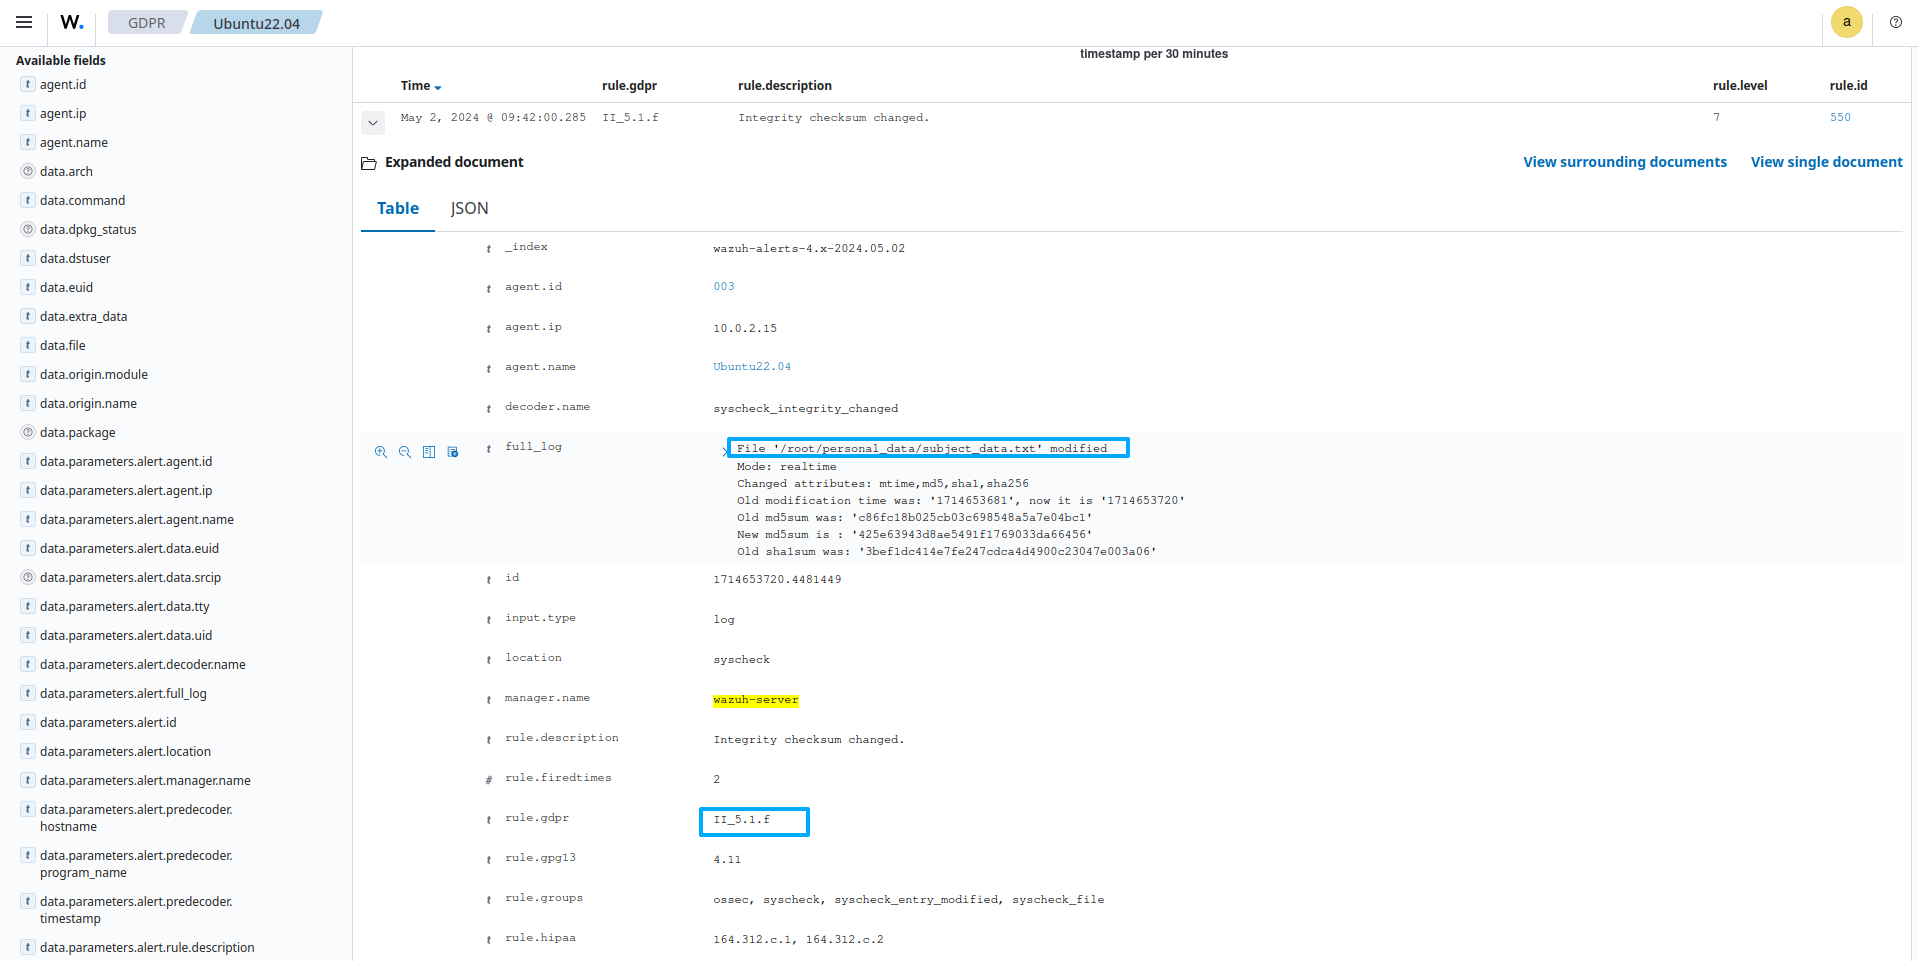 W.
GDPR
Ubuntu22.04
a
Available fields
t agent.id
t agent.ip
t agent.name
data.arch
t data.command
data.dpkg_status
t data.dstuser
t data.euid
t data.extra_data
t data.file
t data.origin.module
t data.origin.name
data.package
t data.parameters.alert.agent.id
t data.parameters.alert.agent.ip
t data.parameters.alert.agent.name
t data.parameters.alert.data.euid
data.parameters.alert.data.srcip
t data.parameters.alert.data.tty
t data.parameters.alert.data.uid
t data.parameters.alert.decoder.name
t data.parameters.alert.full_log
t data.parameters.alert.id
t data.parameters.alert.location
t data.parameters.alert.manager.name
t data.parameters.alert.predecoder.
hostname
t data.parameters.alert.predecoder.
program_name
t data.parameters.alert.predecoder.
timestamp
t data.parameters.alert.rule.description
timestamp per 30 minutes
Time rule.gdpr rule.description rule.level rule.id
May 2, 2024 @ 09:42:00.285 II_5.1.f Integrity checksum changed. 7 550
Expanded document View surrounding documents View single document
Table JSON
t _index wazuh-alerts-4.x-2024.05.02
t agent.id 003
t agent.ip 10.0.2.15
t agent.name Ubuntu22.04
t decoder.name syscheck_integrity_changed
t full_log File '/root/personal_data/subject_data.txt' modified
Mode: realtime
Changed attributes: mtime,md5,sha1,sha256
Old modification time was: '1714653681', now it is '1714653720'
Old md5sum was: 'c86fc18b025cb03c698548a5a7e04bc1'
New md5sum is : '425e63943d8ae5491f1769033da66456'
Old sha1sum was: '3bef1dc414e7fe247cdca4d4900c23047e003a06'
t id 1714653720.4481449
t input.type log
t location syscheck
t manager.name wazuh-server
t rule.description Integrity checksum changed.
# rule.firedtimes 2
t rule.gdpr II_5.1.f
t rule.gpg13 4.11
t rule.groups ossec, syscheck, syscheck_entry_modified, syscheck_file
t rule.hipaa 164.312.c.1, 164.312.c.2